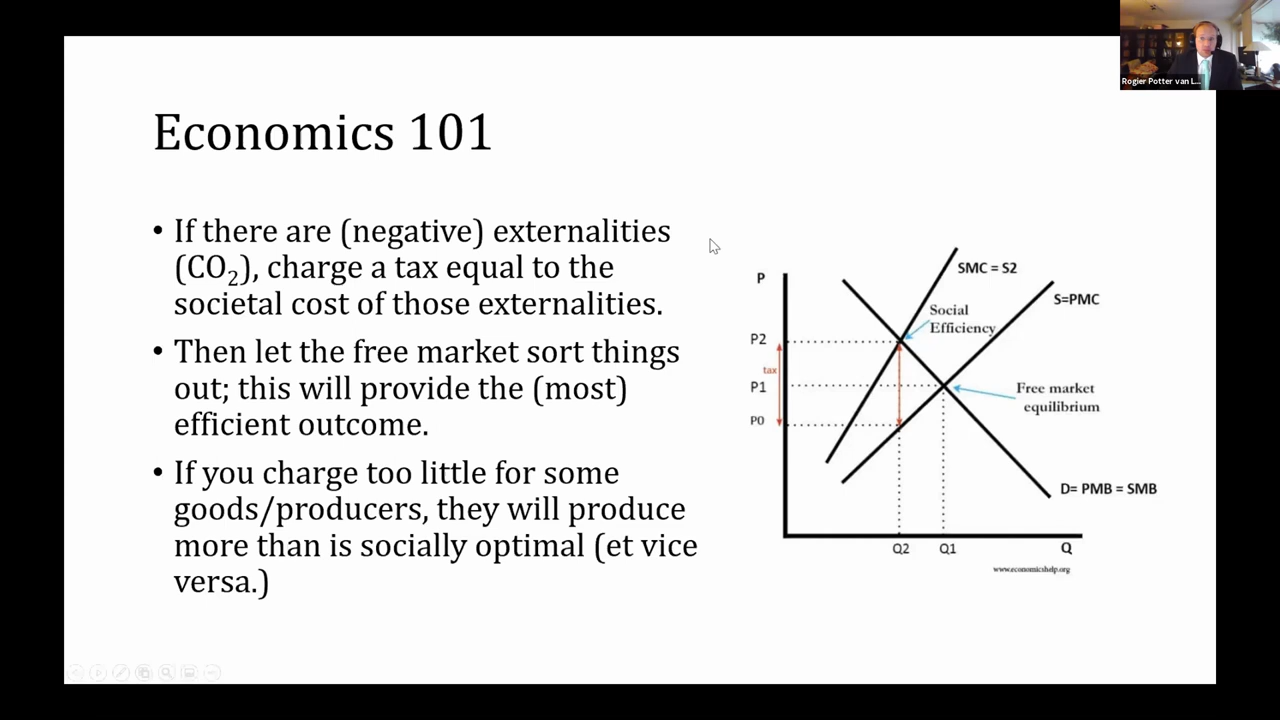 Rogier Potter van L...
Economics 101
• If there are (negative) externalities
(CO₂), charge a tax equal to the
societal cost of those externalities.
• Then let the free market sort things
out; this will provide the (most)
efficient outcome.
• If you charge too little for some
goods/producers, they will produce
more than is socially optimal (et vice
versa.)
P
SMC = S2
S=PMC
Social
Efficiency
P2
tax
P1
Free market
equilibrium
P0
D= PMB = SMB
Q2
Q1
Q
www.economicshelp.org